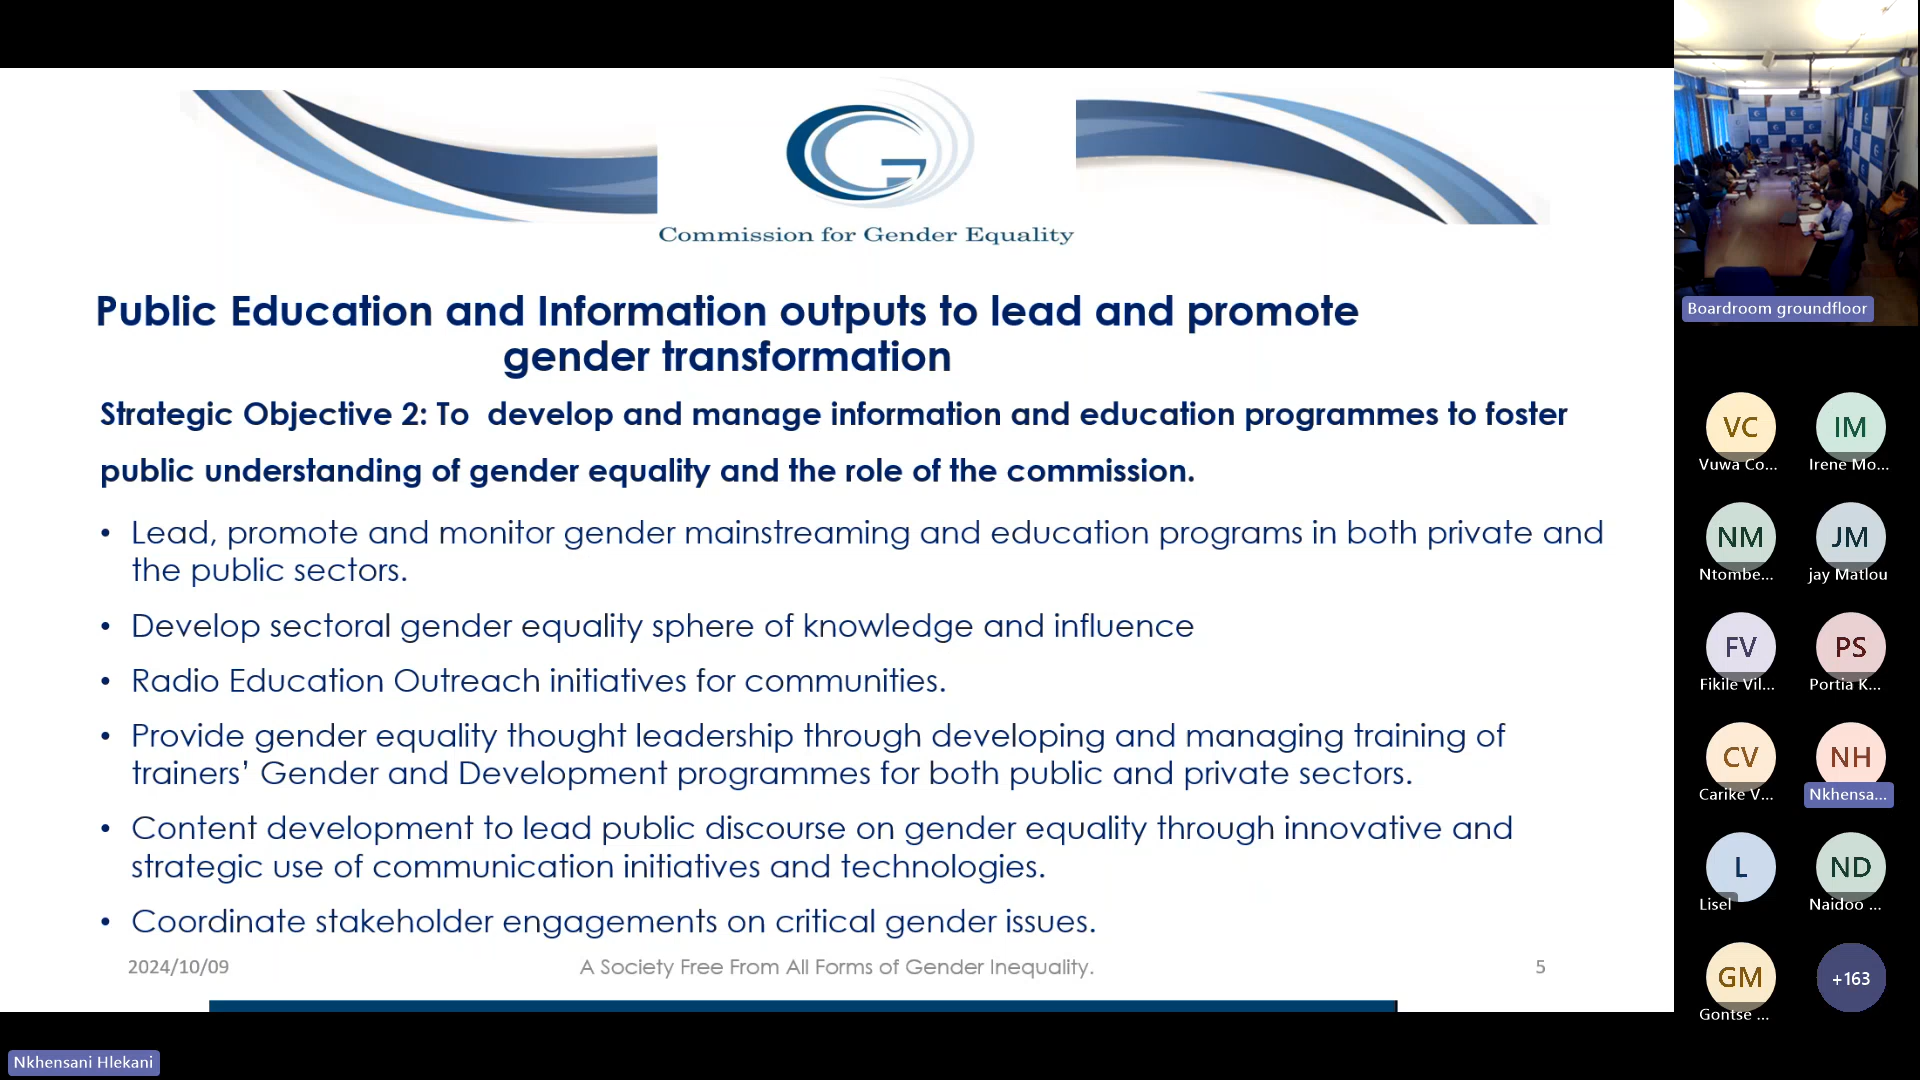 Commission for Gender Equality
Public Education and Information outputs to lead and promote
gender transformation
Strategic Objective 2: To  develop and manage information and education programmes to foster
public understanding of gender equality and the role of the commission.
• Lead, promote and monitor gender mainstreaming and education programs in both private and
the public sectors.
• Develop sectoral gender equality sphere of knowledge and influence
• Radio Education Outreach initiatives for communities.
• Provide gender equality thought leadership through developing and managing training of
trainers’ Gender and Development programmes for both public and private sectors.
• Content development to lead public discourse on gender equality through innovative and
strategic use of communication initiatives and technologies.
• Coordinate stakeholder engagements on critical gender issues.
2024/10/09
A Society Free From All Forms of Gender Inequality.
5
Nkhensani Hlekani
Boardroom groundfloor
VC
Vuwa Co...
IM
Irene Mo...
NM
Ntombe...
JM
jay Matlou
FV
Fikile Vil...
PS
Portia K...
CV
Carike V...
NH
Nkhensa...
L
Lisel
ND
Naidoo ...
GM
Gontse ...
+163